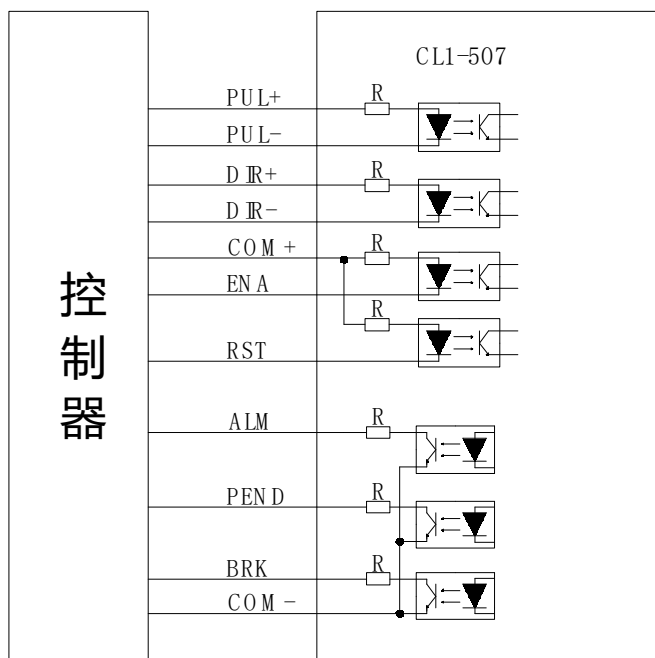 CL1-507
PUL+
R
PUL-
DIR+
R
DIR-
COM+
R
ENA
R
RST
控制器
ALM
R
PEND
R
BRK
R
COM-